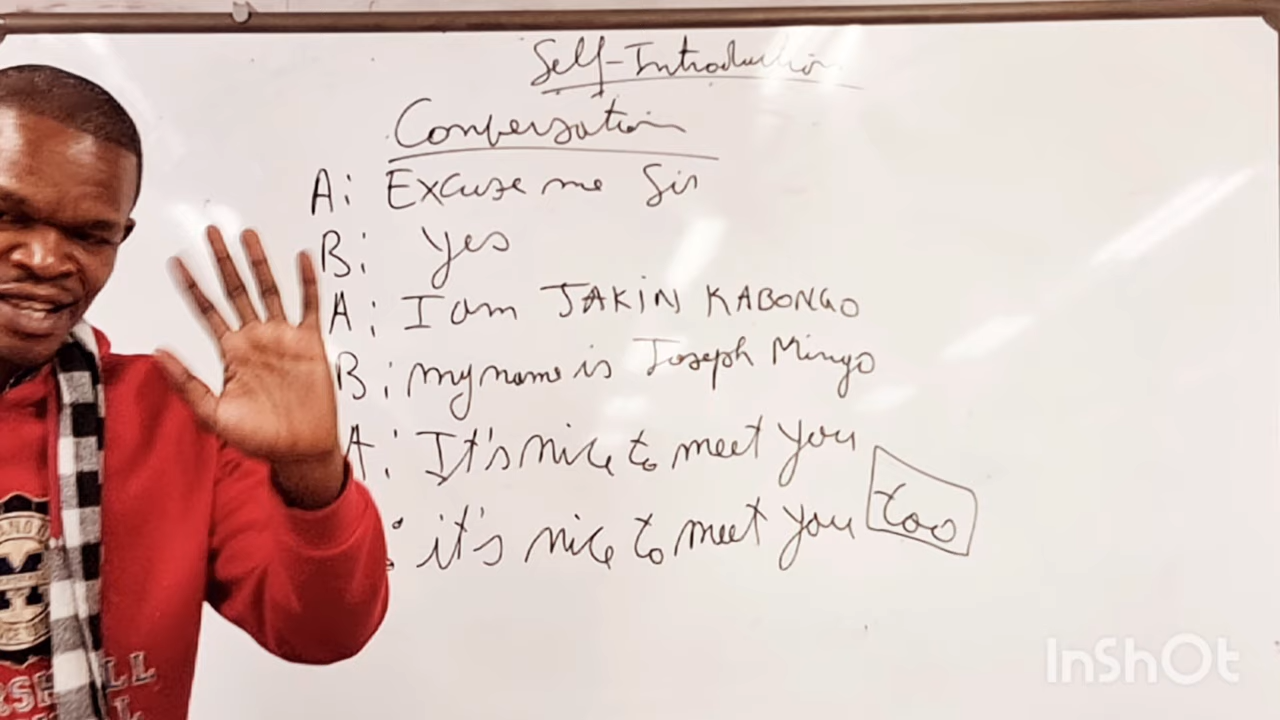 Self-Introduction
Conversation
A: Excuse me Sir
B: Yes
A: I am JAKIN KABONGO
B: my name is Joseph Mingo
A: It's nice to meet you
: it's nice to meet you too
InShOt